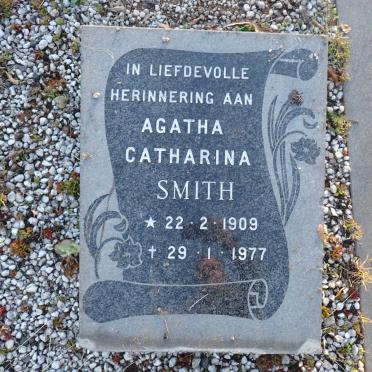 IN LIEFDEVOLLE
HERINNERING AAN
AGATHA
CATHARINA
SMITH
★ 22·2·1909
✝ 29·1·1977